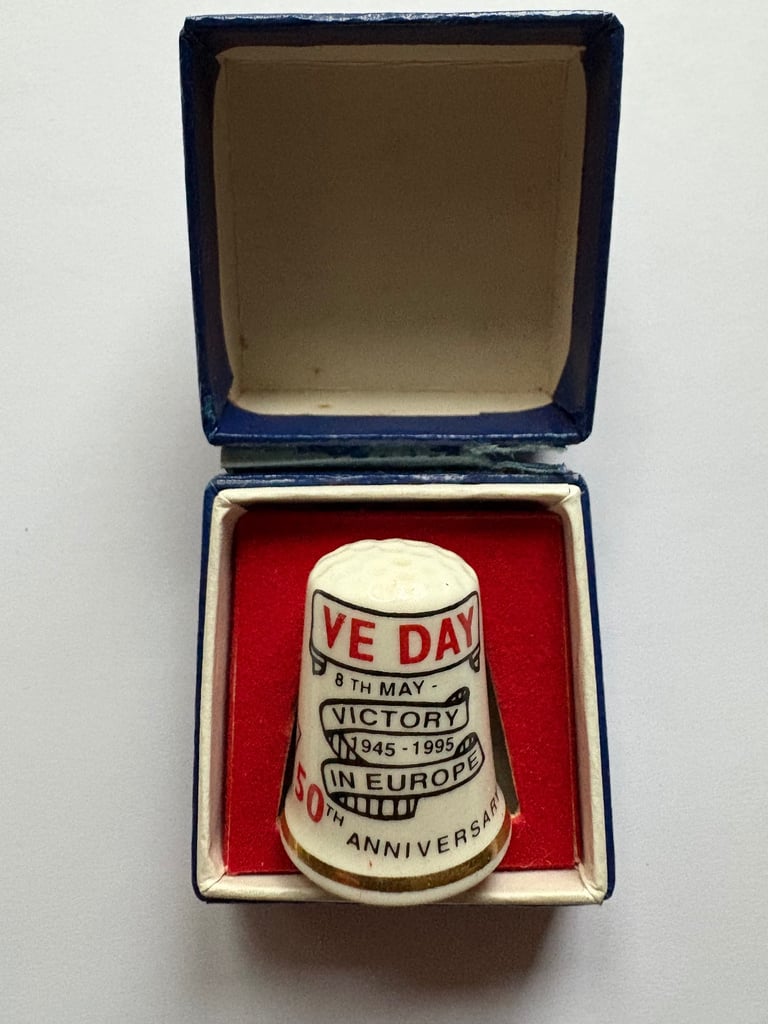 VE DAY
8 TH MAY -
VICTORY
1945 - 1995
IN EUROPE
50TH ANNIVERSARY